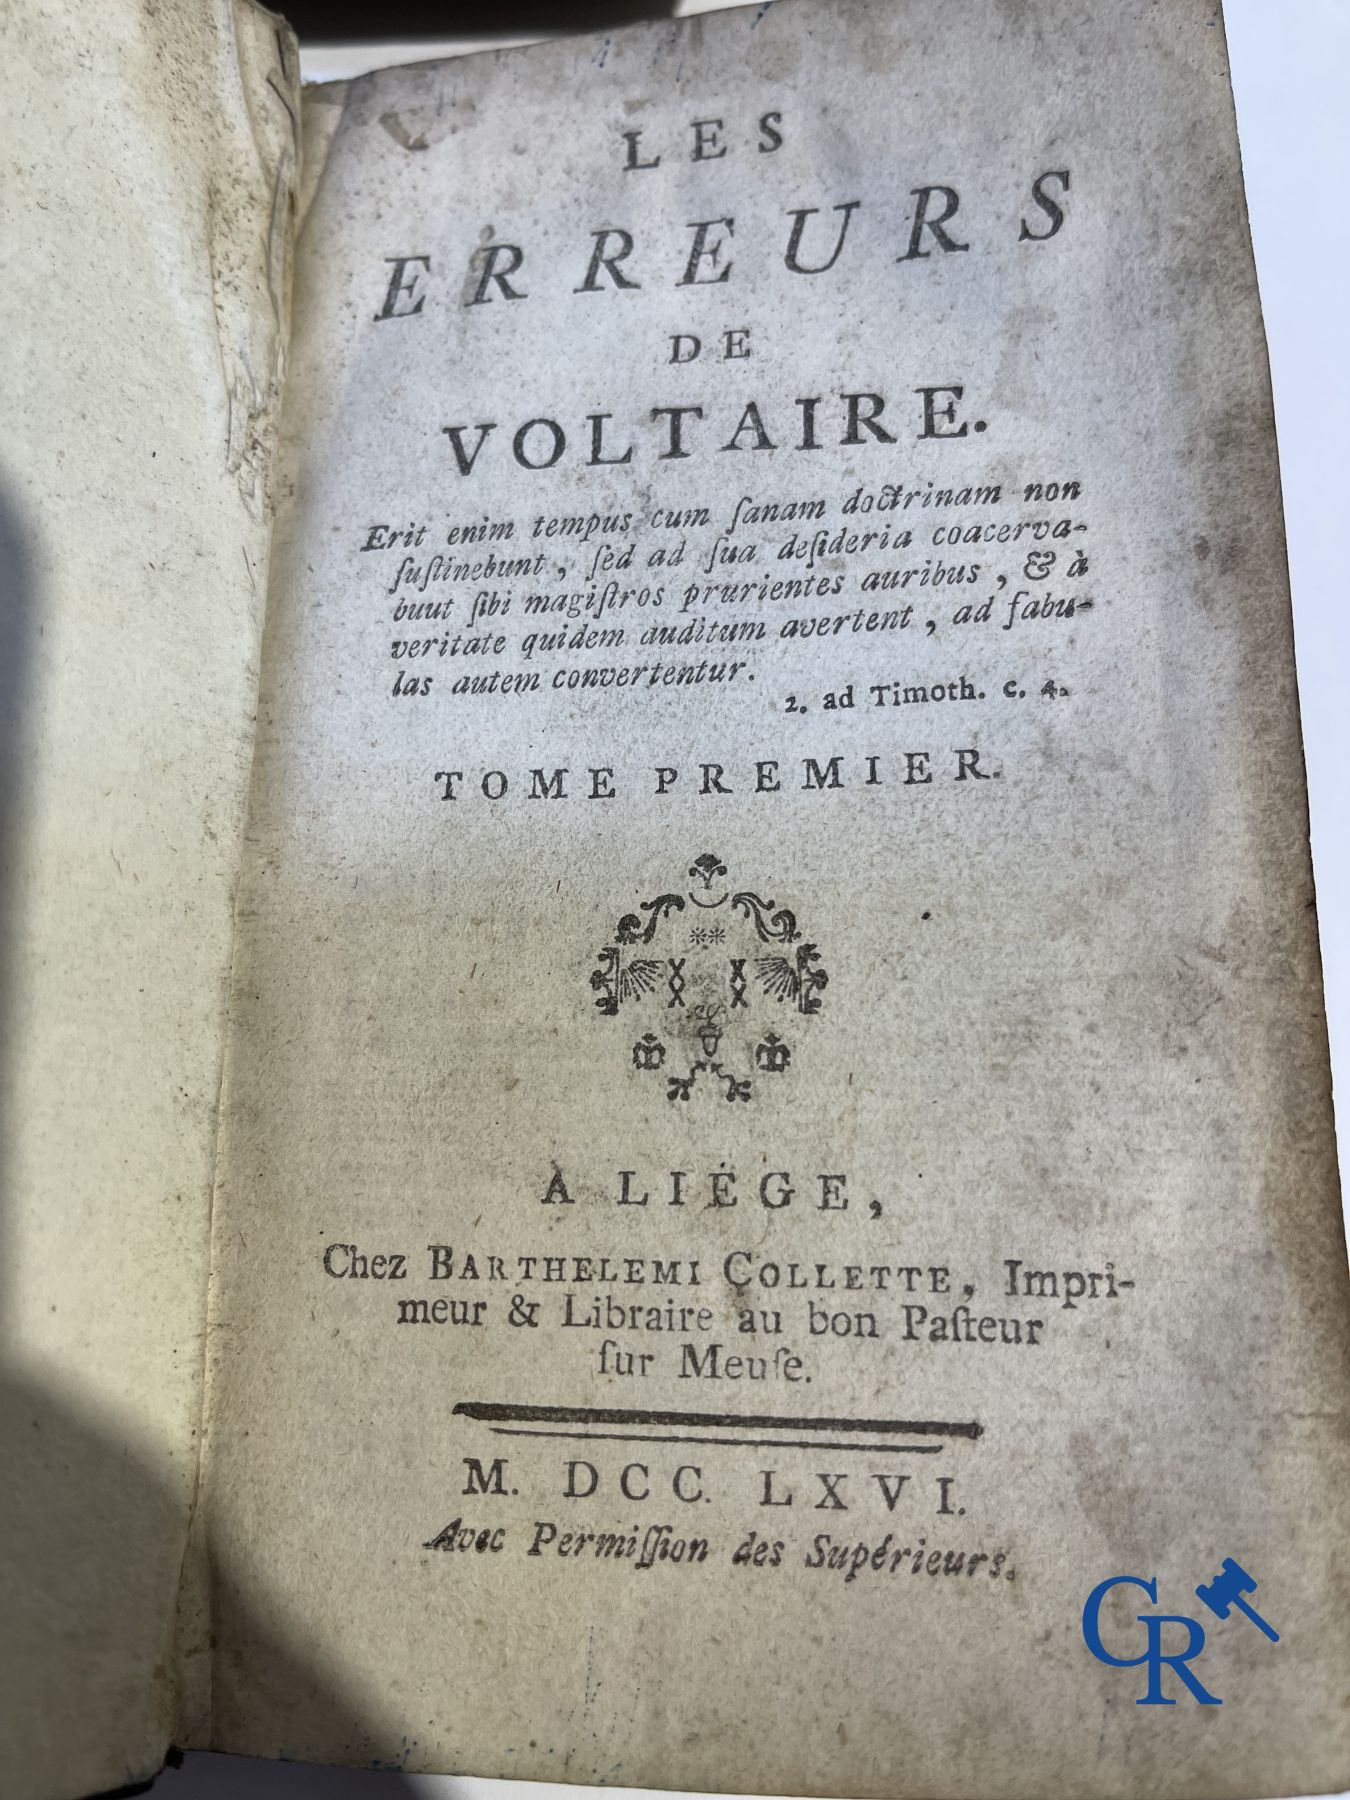 LES
ERREURS
DE
VOLTAIRE.
Erit enim tempus cum ſanam doctrinam non
ſuſtinebunt, ſed ad ſua deſideria coacerva-
buut ſibi magiſtros prurientes auribus, & à
veritate quidem auditum avertent, ad fabu-
las autem convertentur.
2. ad Timoth. c. 4.
TOME PREMIER.
A LIÉGE,
Chez BARTHELEMI COLLETTE, Impri-
meur & Libraire au bon Paſteur
ſur Meuſe.
M. DCC. LXVI.
Avec Permiſſion des Supérieurs.
CR